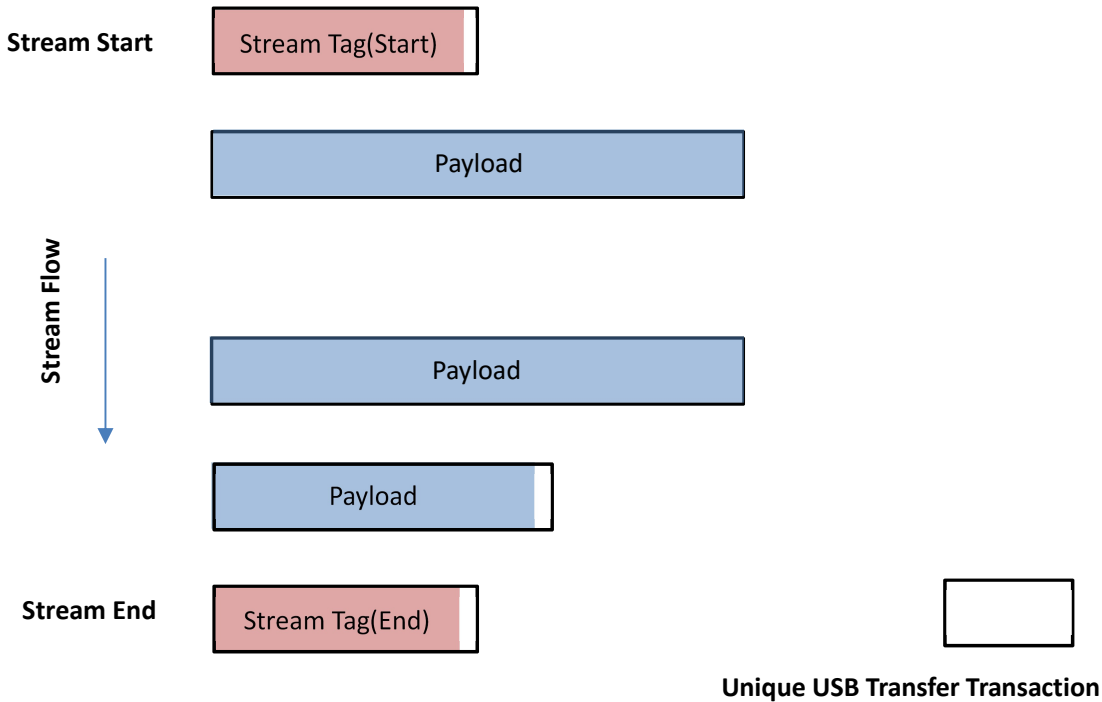 Stream Start
Stream Tag(Start)
Payload
Stream Flow
Payload
Payload
Stream End
Stream Tag(End)
Unique USB Transfer Transaction